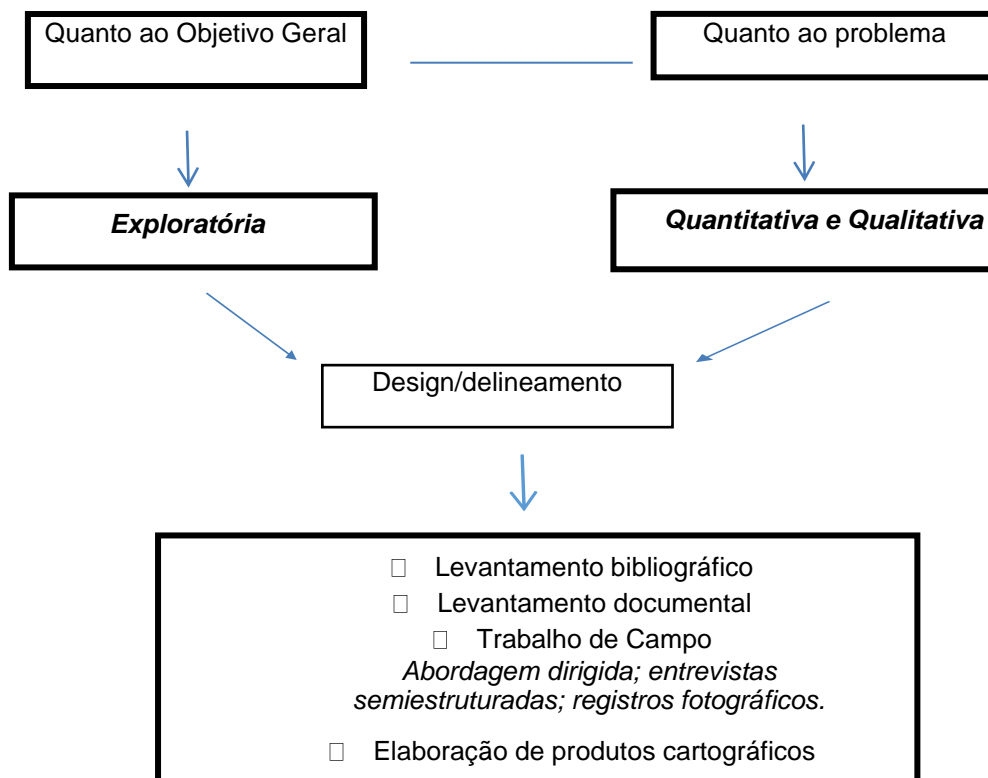 Quanto ao Objetivo Geral
Quanto ao problema
Exploratória
Quantitativa e Qualitativa
Design/delineamento
Levantamento bibliográfico
Levantamento documental
Trabalho de Campo
Abordagem dirigida; entrevistas
semiestruturadas; registros fotográficos.
Elaboração de produtos cartográficos